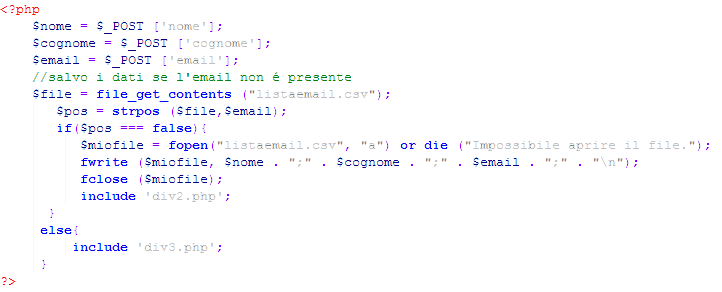 <?php
$nome = $_POST ['nome'];
$cognome = $_POST ['cognome'];
$email = $_POST ['email'];
//salvo i dati se l'email non é presente
$file = file_get_contents ("listaemail.csv");
$pos = strpos ($file,$email);
if($pos === false){
$miofile = fopen("listaemail.csv", "a") or die ("Impossibile aprire il file.");
fwrite ($miofile, $nome . ";" . $cognome . ";" . $email . ";" . "\n");
fclose ($miofile);
include 'div2.php';
}
else{
include 'div3.php';
}
?>